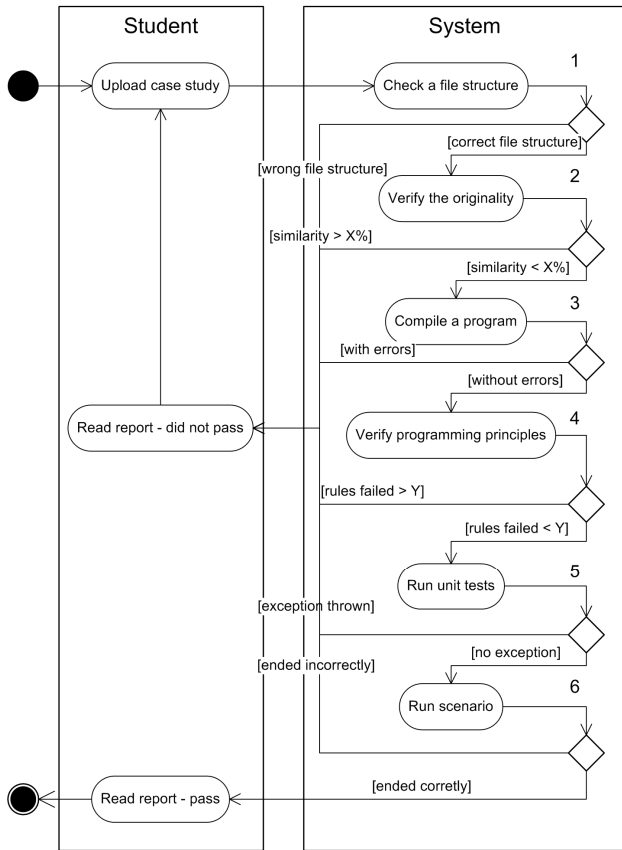 Student
System
1
Upload case study
Check a file structure
[correct file structure]
[wrong file structure]
2
Verify the originality
[similarity > X%]
[similarity < X%]
3
Compile a program
[with errors]
[without errors]
4
Read report - did not pass
Verify programming principles
[rules failed > Y]
[rules failed < Y]
5
Run unit tests
[exception thrown]
[no exception]
[ended incorrectly]
6
Run scenario
[ended corretly]
Read report - pass